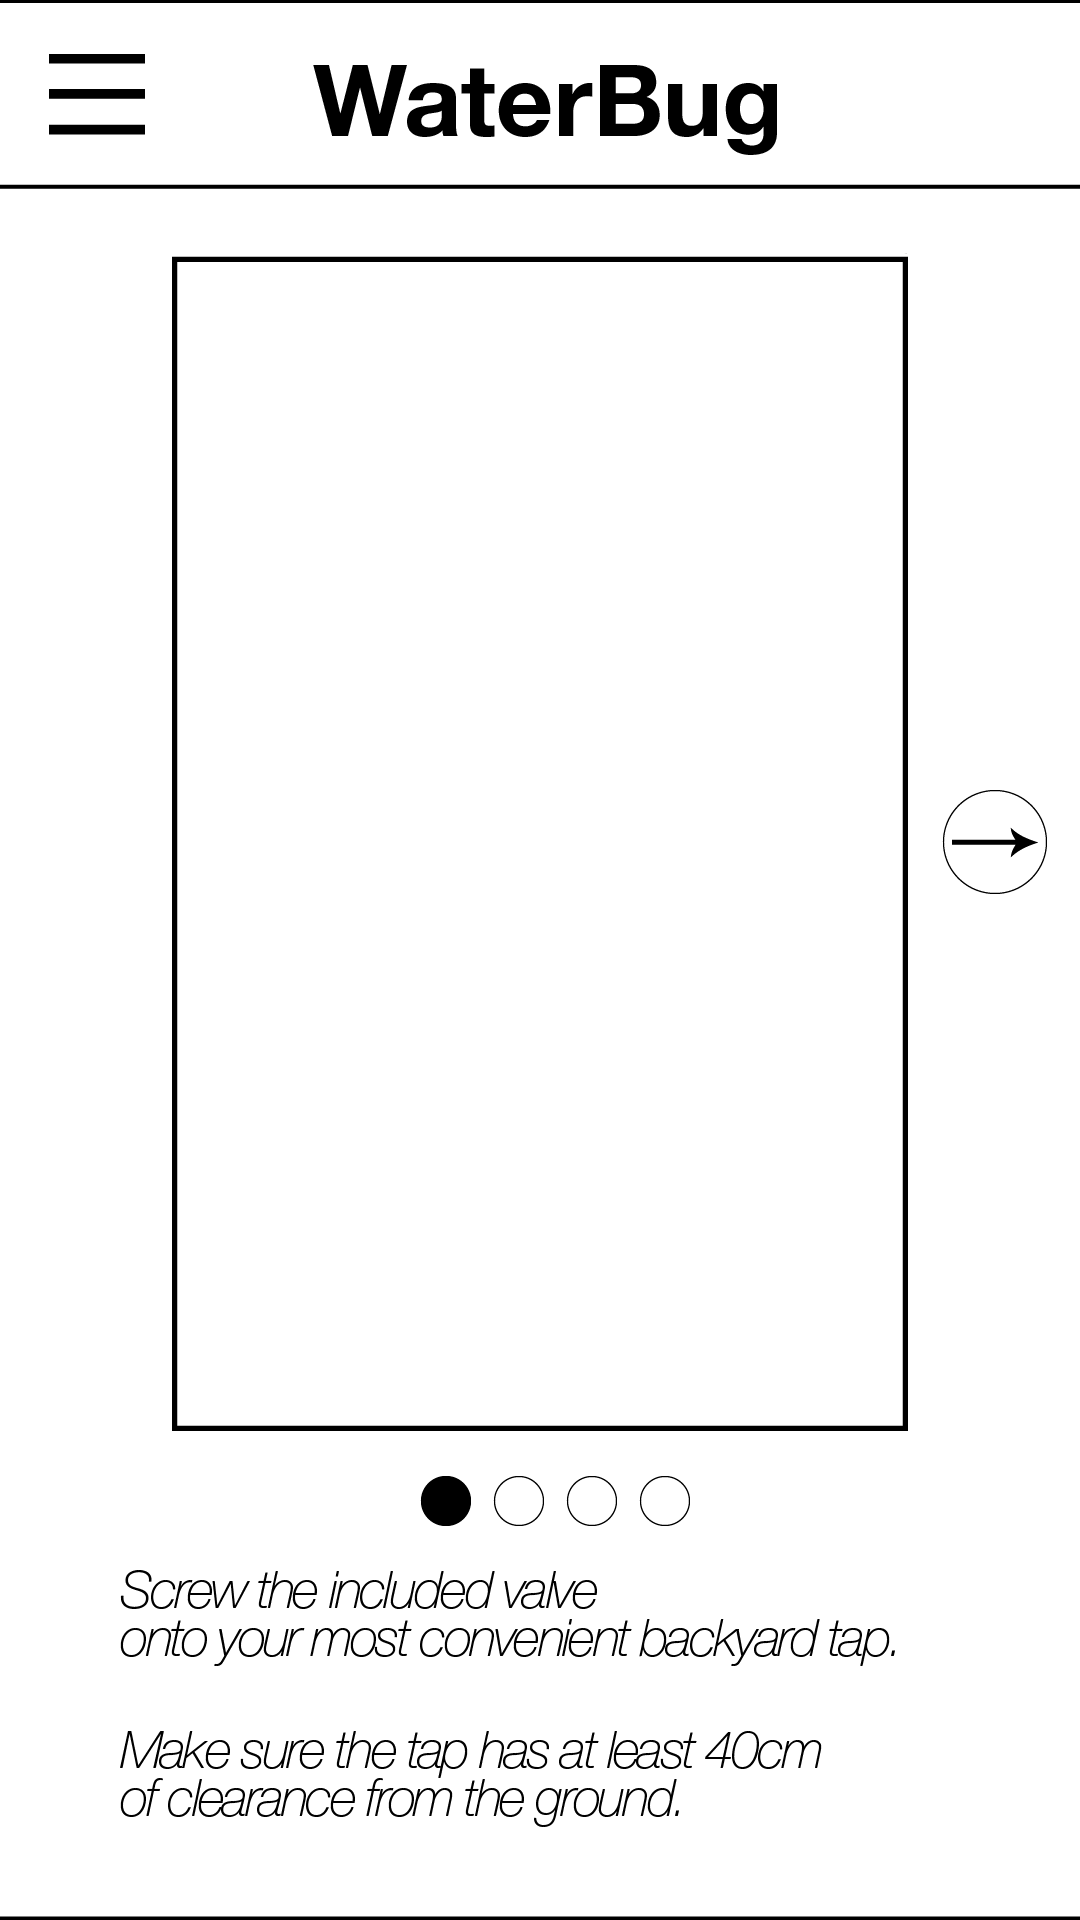 WaterBug
Screw the included valve
onto your most convenient backyard tap.
Make sure the tap has at least 40cm
of clearance from the ground.